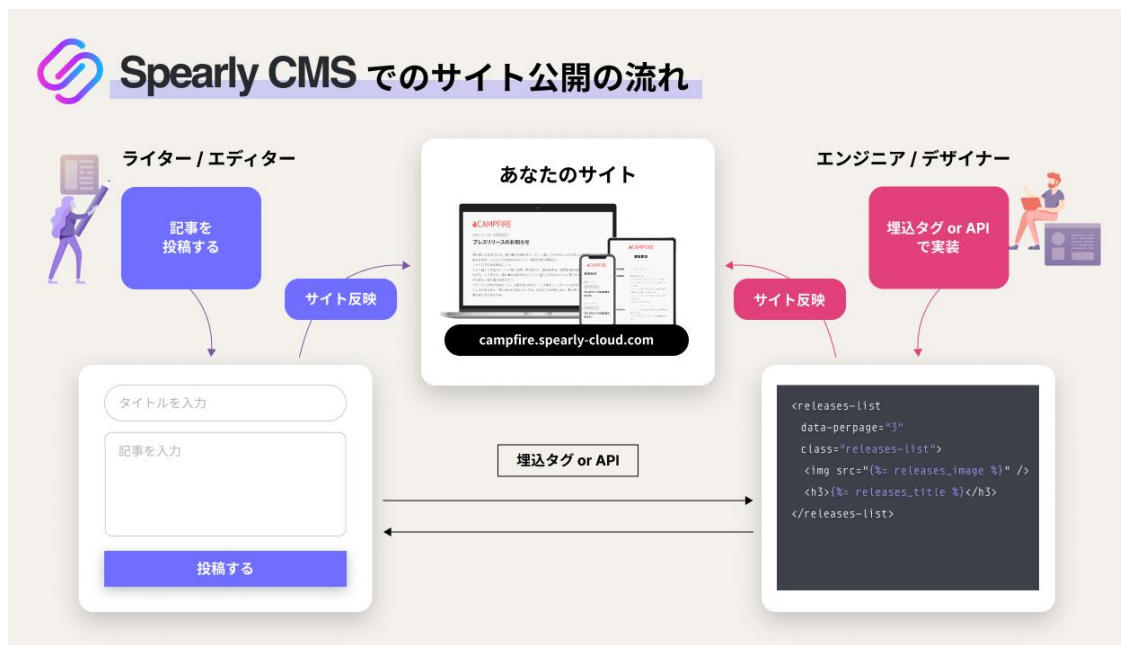 Spearly CMS でのサイト公開の流れ
ライター / エディター
記事を
投稿する
サイト反映
タイトルを入力
記事を入力
投稿する
あなたのサイト
CAMPFIRE
プレスリリースのお知らせ
CAMPFIRE
CAMPFIRE
campfire.spearly-cloud.com
埋込タグ or API
エンジニア / デザイナー
埋込タグ or API
で実装
サイト反映
<releases-list
data-perpage="3"
class="releases-list">
<img src="{%= releases_image %}" />
<h3>{%= releases_title %}</h3>
</releases-list>